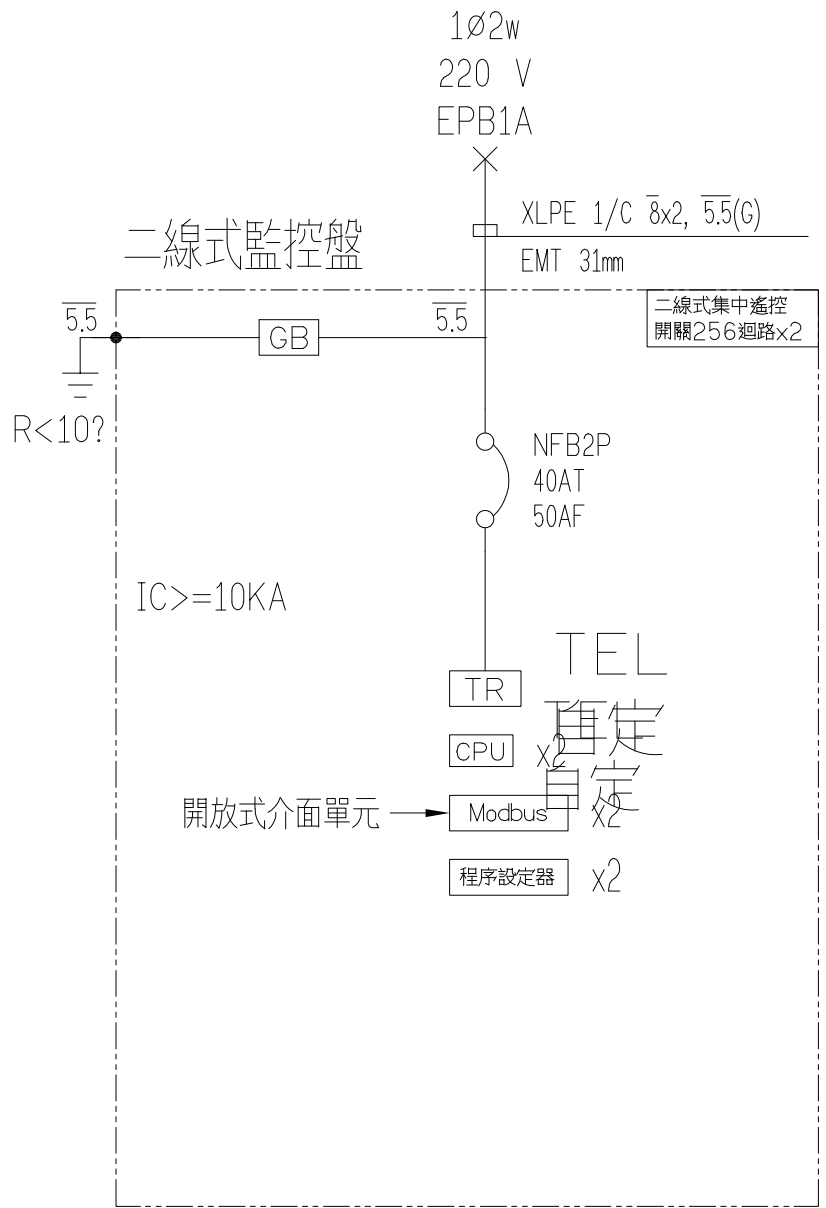 1ø2w
220 V
EPB1A
XLPE 1/C 8x2, 5.5(G)
EMT 31mm
二線式監控盤
二線式集中遙控
開關256迴路x2
5.5
GB
5.5
R<10?
NFB2P
40AT
50AF
IC>=10KA
TEL
TR
CPU x2
開放式介面單元
Modbus x2
程序設定器 x2